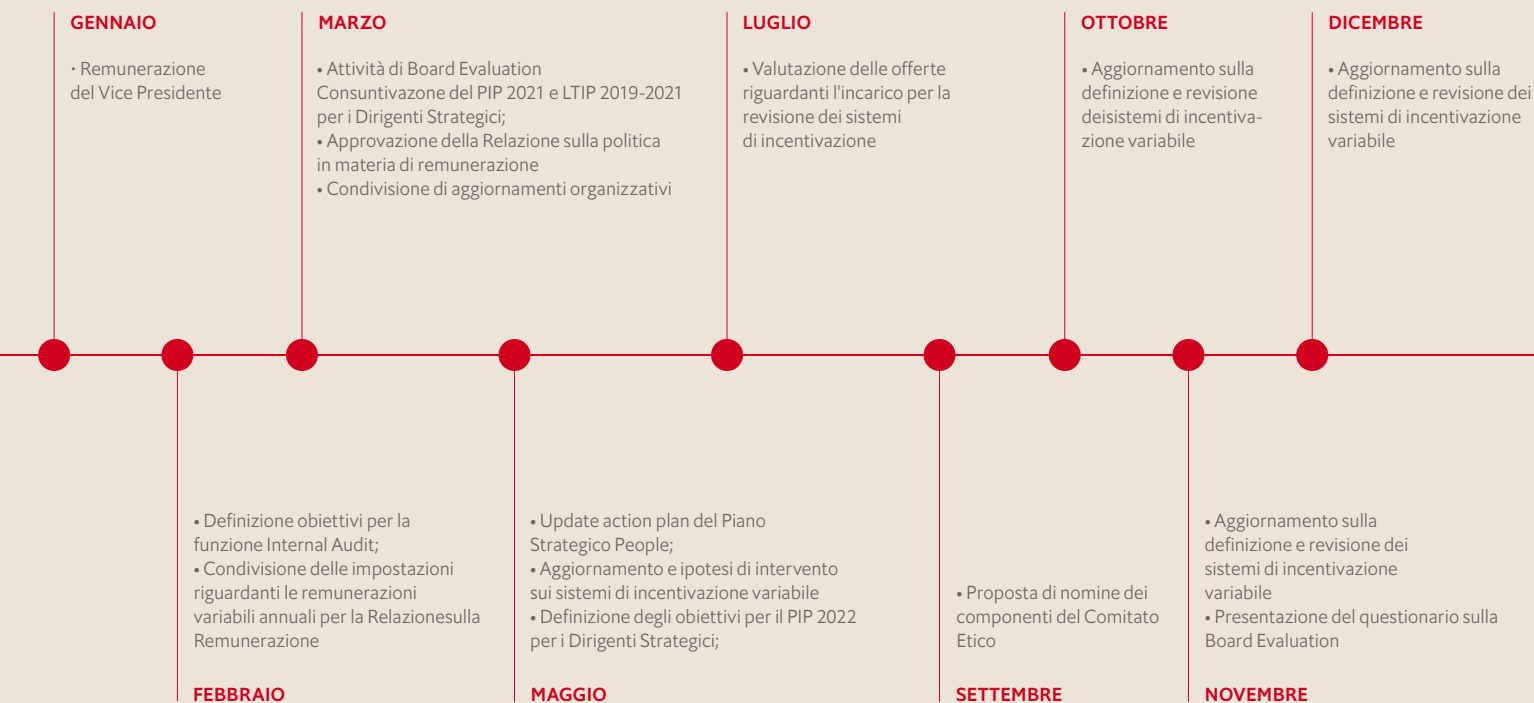 GENNAIO
· Remunerazione
del Vice Presidente
MARZO
• Attività di Board Evaluation
Consuntivazone del PIP 2021 e LTIP 2019-2021
per i Dirigenti Strategici;
• Approvazione della Relazione sulla politica
in materia di remunerazione
• Condivisione di aggiornamenti organizzativi
LUGLIO
• Valutazione delle offerte
riguardanti l'incarico per la
revisione dei sistemi
di incentivazione
OTTOBRE
• Aggiornamento sulla
definizione e revisione
deisistemi di incentiva-
zione variabile
DICEMBRE
• Aggiornamento sulla
definizione e revisione dei
sistemi di incentivazione
variabile
• Definizione obiettivi per la
funzione Internal Audit;
• Condivisione delle impostazioni
riguardanti le remunerazioni
variabili annuali per la Relazionesulla
Remunerazione
FEBBRAIO
• Update action plan del Piano
Strategico People;
• Aggiornamento e ipotesi di intervento
sui sistemi di incentivazione variabile
• Definizione degli obiettivi per il PIP 2022
per i Dirigenti Strategici;
MAGGIO
• Proposta di nomine dei
componenti del Comitato
Etico
SETTEMBRE
• Aggiornamento sulla
definizione e revisione dei
sistemi di incentivazione
variabile
• Presentazione del questionario sulla
Board Evaluation
NOVEMBRE